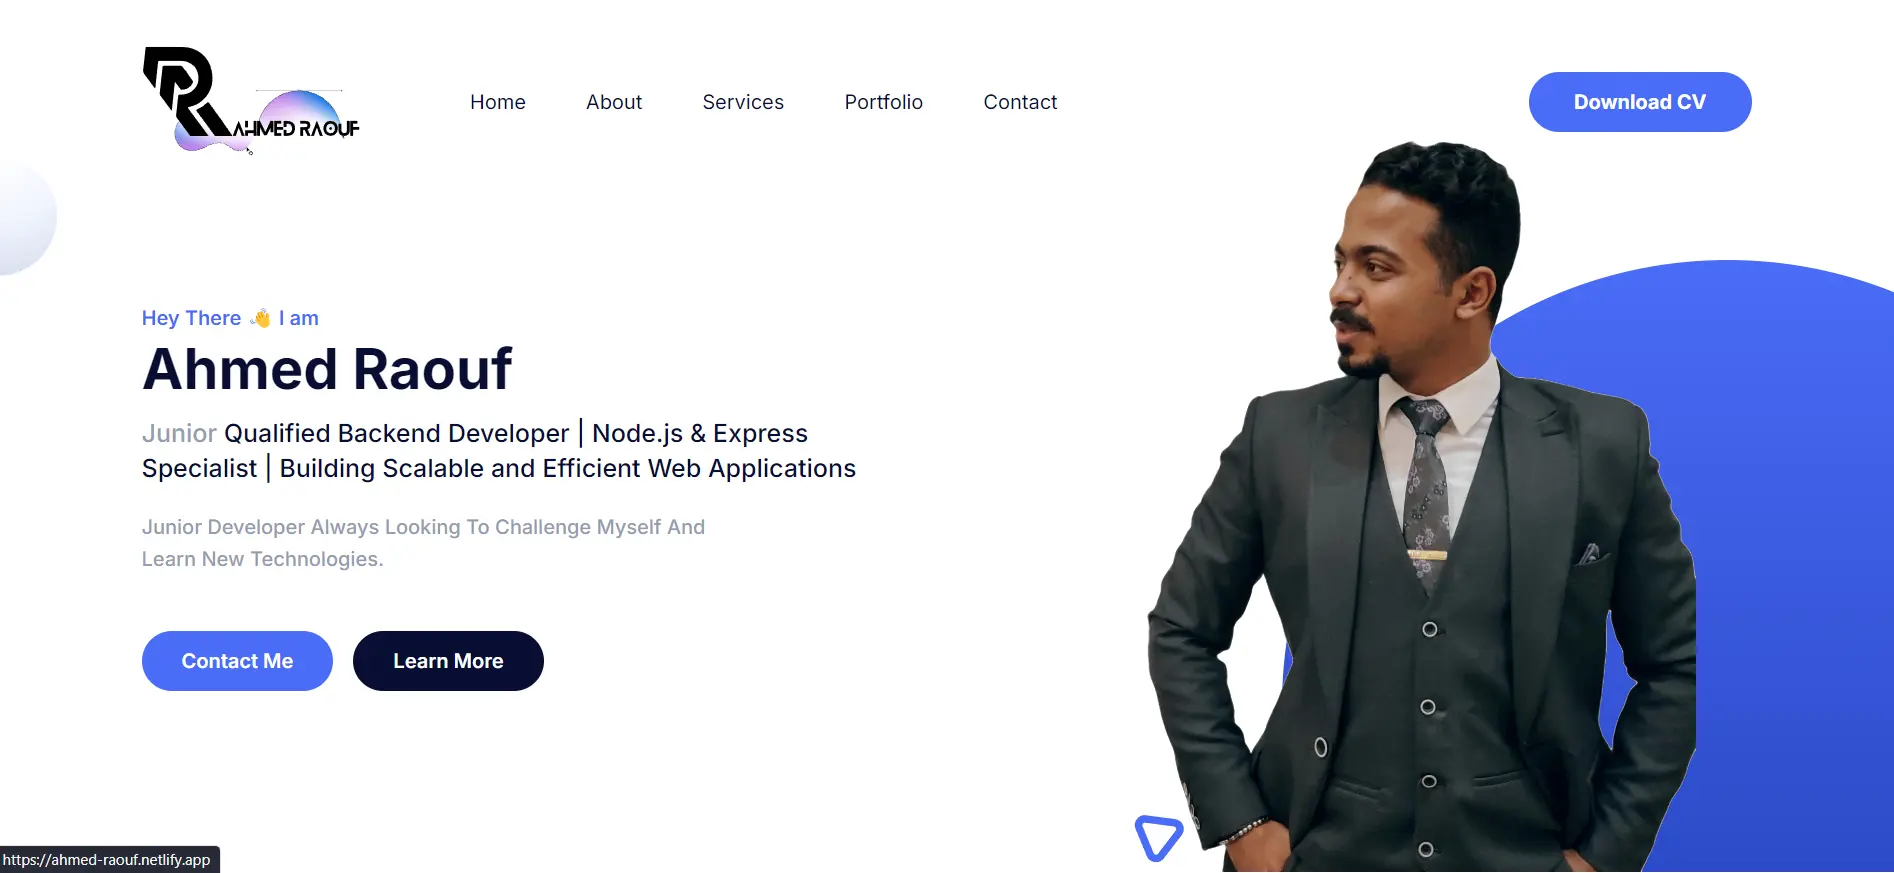 AHMED RAOUF
Home
About
Services
Portfolio
Contact
Download CV
Hey There 👋 I am
Ahmed Raouf
Junior Qualified Backend Developer | Node.js & Express
Specialist | Building Scalable and Efficient Web Applications
Junior Developer Always Looking To Challenge Myself And
Learn New Technologies.
Contact Me
Learn More
https://ahmed-raouf.netlify.app